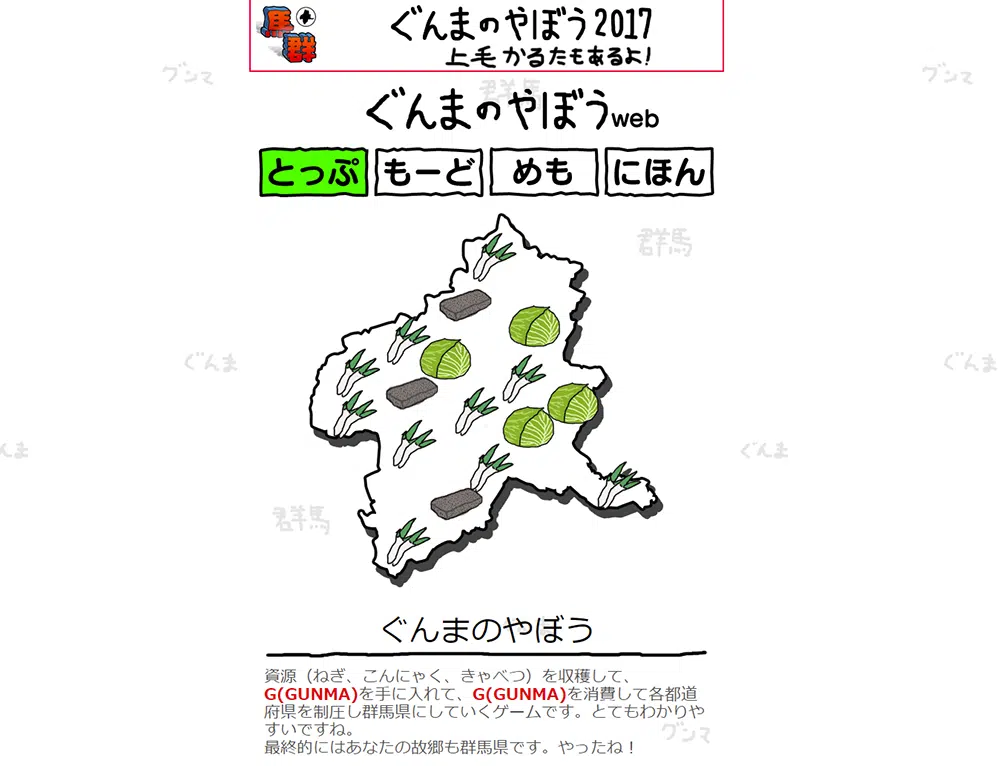 馬群
ぐんまのやぼう2017
上毛かるたもあるよ!
グンマ
グンマ
群馬
ぐんまのやぼうweb
とっぷ
もーど
めも
にほん
群馬
ぐんま
ぐんま
んま
ぐんま
群馬
ぐんまのやぼう
資源(ねぎ、こんにゃく、きゃべつ)を収穫して、
G(GUNMA)を手に入れて、G(GUNMA)を消費して各都道
府県を制圧し群馬県にしていくゲームです。とてもわかりや
すいですね。
最終的にはあなたの故郷も群馬県です。やったね!
グンマ